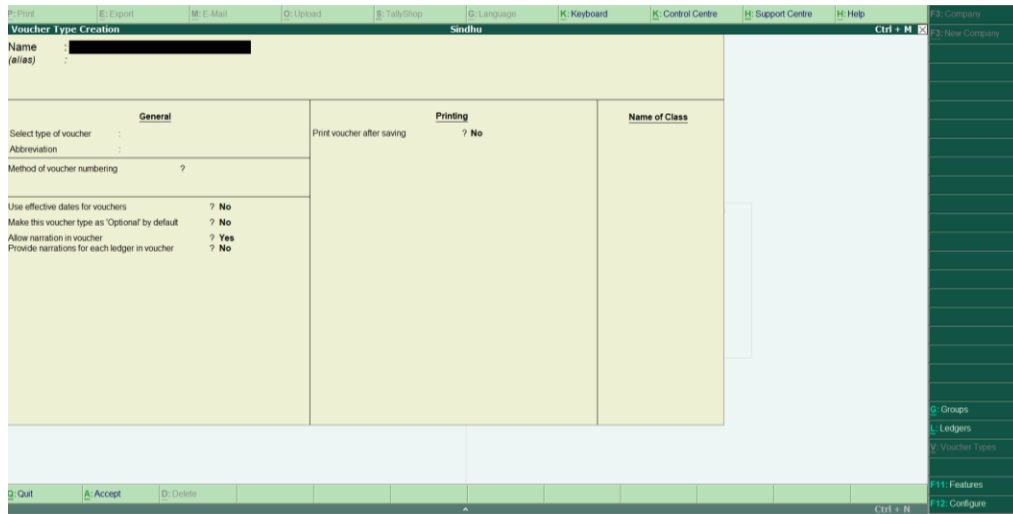 P: Print E: Export M: E-Mail O: Upload S: TallyShop G: Language K: Keyboard K: Control Centre H: Support Centre H: Help F3: Company
Voucher Type Creation Sindhu Ctrl + M F3: New Company
Name :
(alias) :
General Printing Name of Class
Select type of voucher : Print voucher after saving ? No
Abbreviation :
Method of voucher numbering ?
Use effective dates for vouchers ? No
Make this voucher type as 'Optional' by default ? No
Allow narration in voucher ? Yes
Provide narrations for each ledger in voucher ? No
G: Groups
L: Ledgers
V: Voucher Types
F11: Features
Q: Quit A: Accept D: Delete
F12: Configure
Ctrl + N